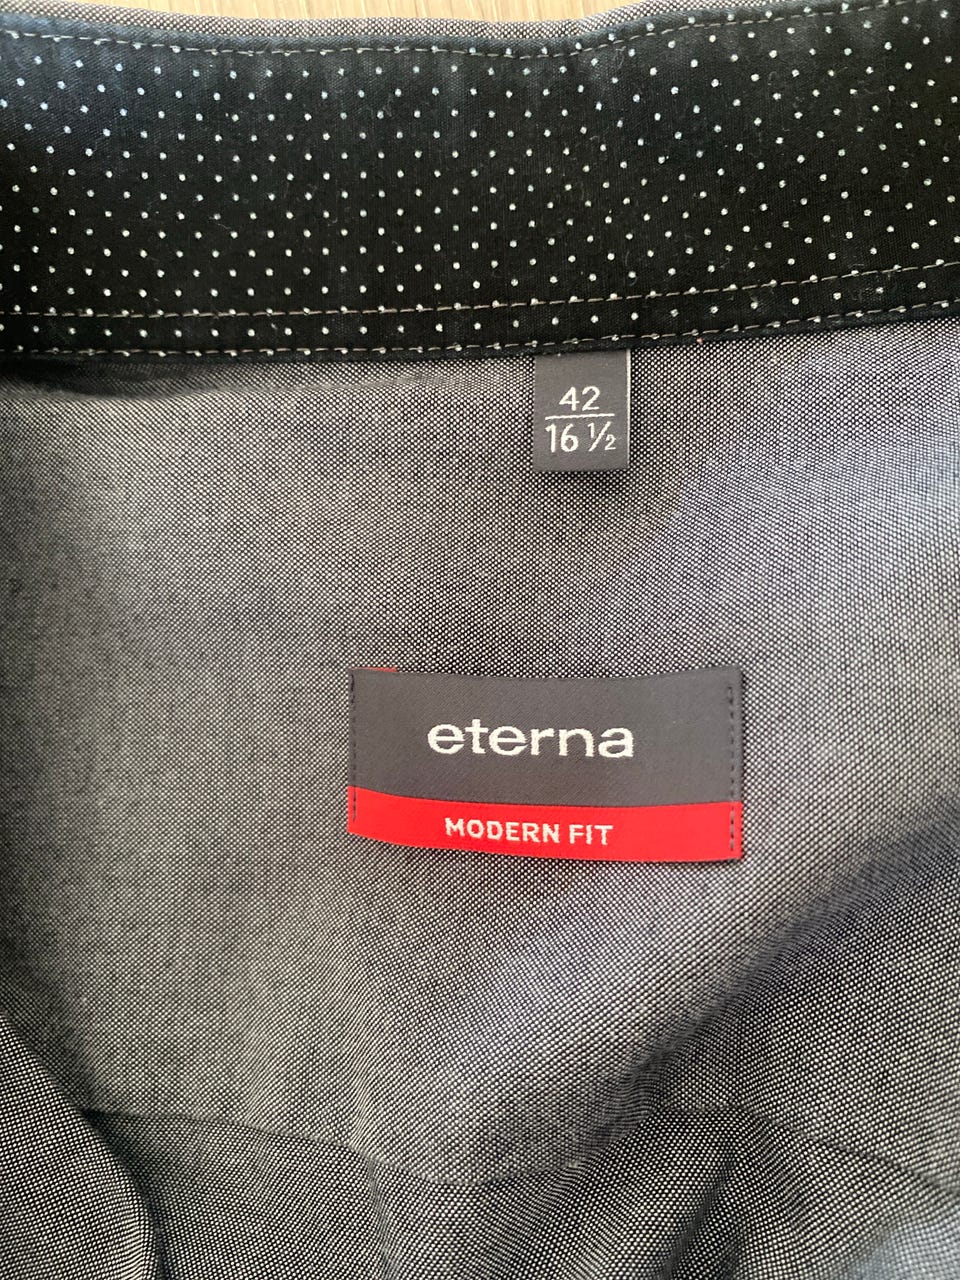 42
16 ½
eterna
MODERN FIT